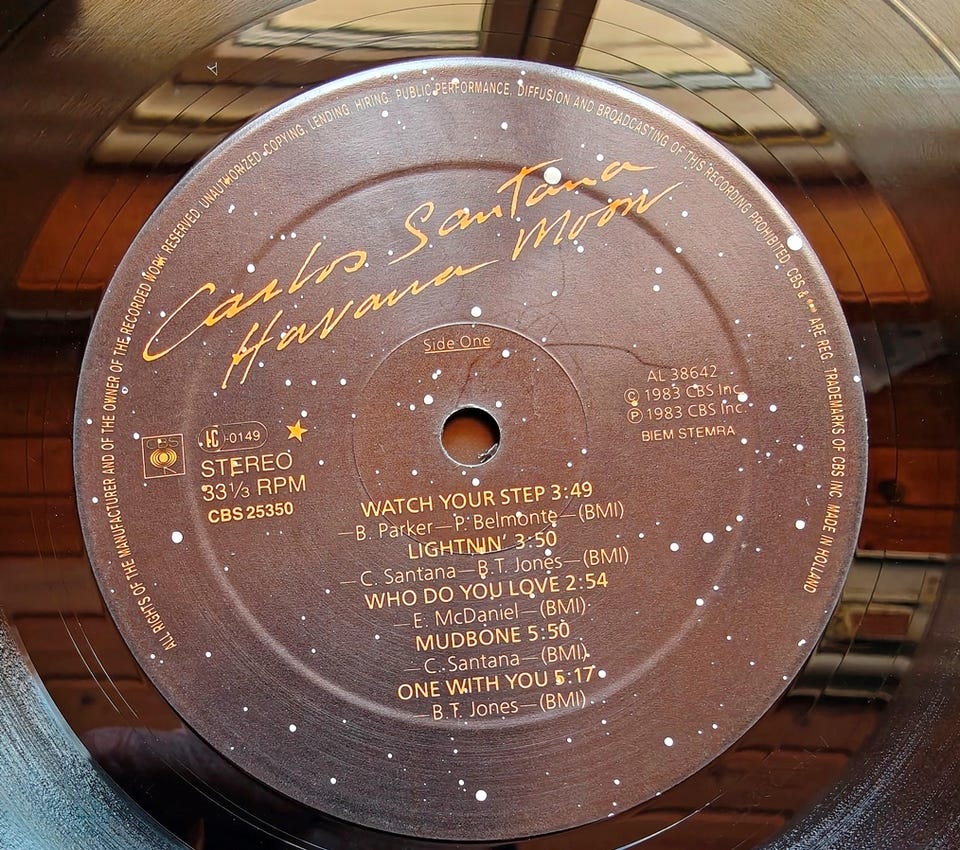 ALL RIGHTS OF THE MANUFACTURER AND OF THE OWNER OF THE RECORDED WORK RESERVED. UNAUTHORIZED COPYING, LENDING, HIRING, PUBLIC PERFORMANCE, DIFFUSION AND BROADCASTING OF THIS RECORDING PROHIBITED. CBS & ARE REG. TRADEMARKS OF CBS INC. MADE IN HOLLAND
Carlos Santana
Havana Moon
Side One
AL 38642
© 1983 CBS Inc.
℗ 1983 CBS Inc.
BIEM STEMRA
CBS
LC -0149
STEREO
33⅓ RPM
CBS 25350
WATCH YOUR STEP 3:49
—B. Parker—P. Belmonte—(BMI)
LIGHTNIN' 3:50
—C. Santana—B.T. Jones—(BMI)
WHO DO YOU LOVE 2:54
—E. McDaniel—(BMI)
MUDBONE 5:50
—C. Santana—(BMI)
ONE WITH YOU 5:17
—B.T. Jones—(BMI)